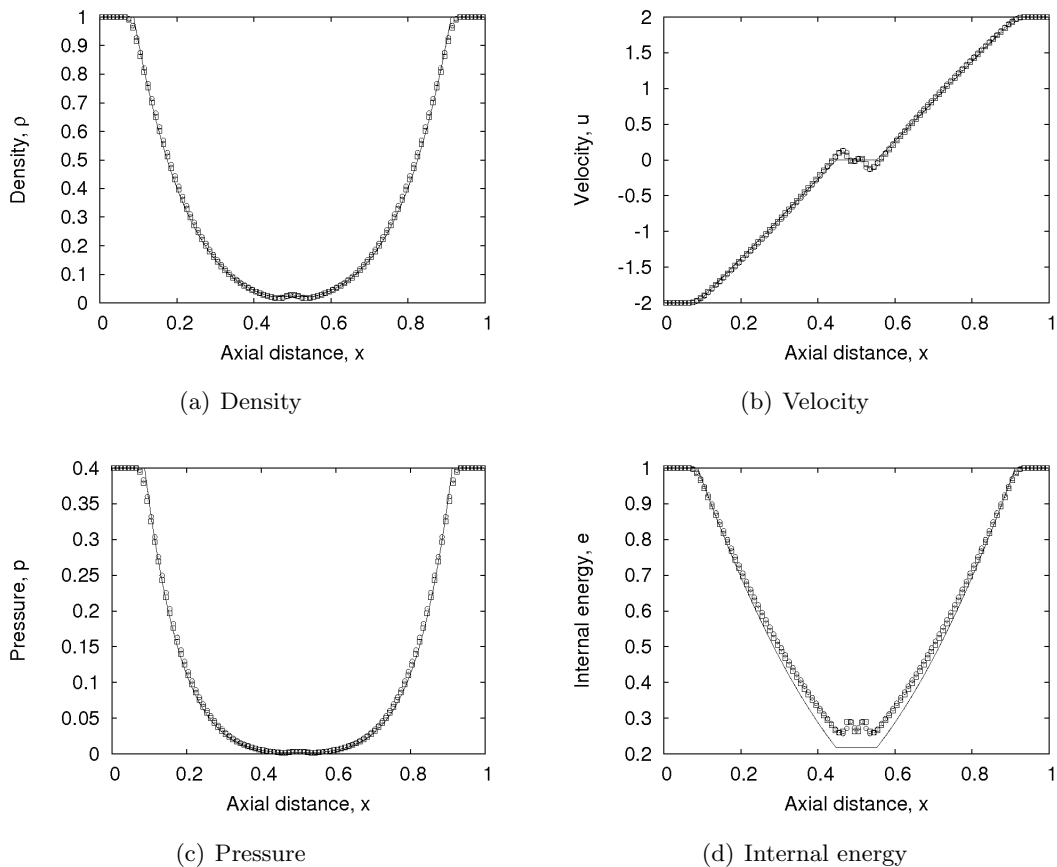 1
0.9
0.8
0.7
0.6
0.5
0.4
0.3
0.2
0.1
0
0 0.2 0.4 0.6 0.8 1
Density, ρ
Axial distance, x
(a) Density
2
1.5
1
0.5
0
-0.5
-1
-1.5
-2
0 0.2 0.4 0.6 0.8 1
Velocity, u
Axial distance, x
(b) Velocity
0.4
0.35
0.3
0.25
0.2
0.15
0.1
0.05
0
0 0.2 0.4 0.6 0.8 1
Pressure, p
Axial distance, x
(c) Pressure
1
0.9
0.8
0.7
0.6
0.5
0.4
0.3
0.2
0 0.2 0.4 0.6 0.8 1
Internal energy, e
Axial distance, x
(d) Internal energy